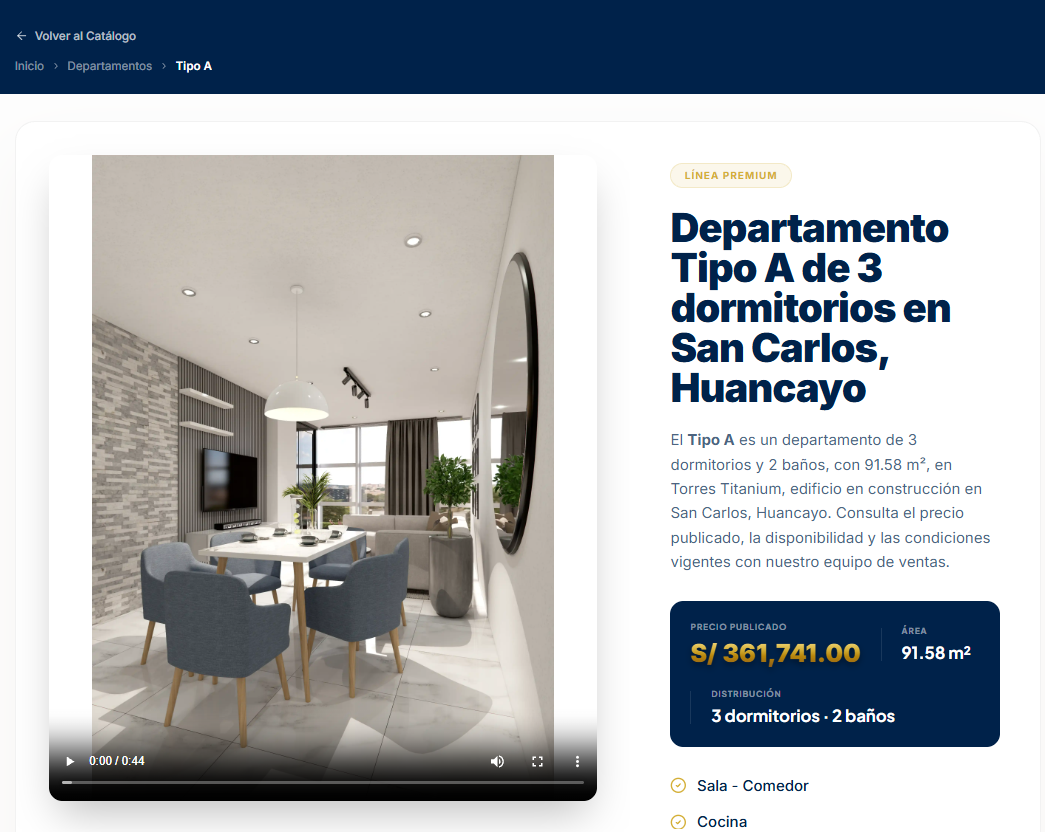 ← Volver al Catálogo
Inicio › Departamentos › Tipo A
LÍNEA PREMIUM
Departamento
Tipo A de 3
dormitorios en
San Carlos,
Huancayo
El Tipo A es un departamento de 3
dormitorios y 2 baños, con 91.58 m², en
Torres Titanium, edificio en construcción en
San Carlos, Huancayo. Consulta el precio
publicado, la disponibilidad y las condiciones
vigentes con nuestro equipo de ventas.
PRECIO PUBLICADO
S/ 361,741.00
ÁREA
91.58 m²
DISTRIBUCIÓN
3 dormitorios · 2 baños
Sala - Comedor
Cocina
0:00 / 0:44